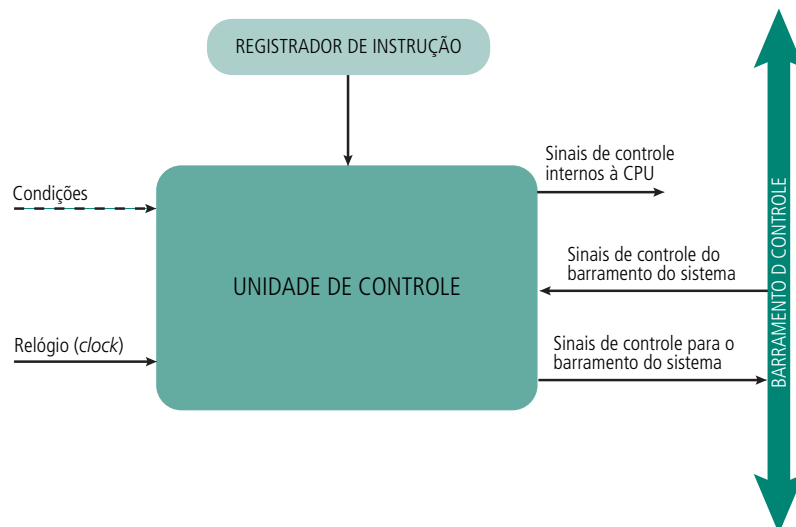 REGISTRADOR DE INSTRUÇÃO
Sinais de controle
internos à CPU
Condições
Sinais de controle do
barramento do sistema
UNIDADE DE CONTROLE
Relógio (clock)
Sinais de controle para o
barramento do sistema
BARRAMENTO D CONTROLE